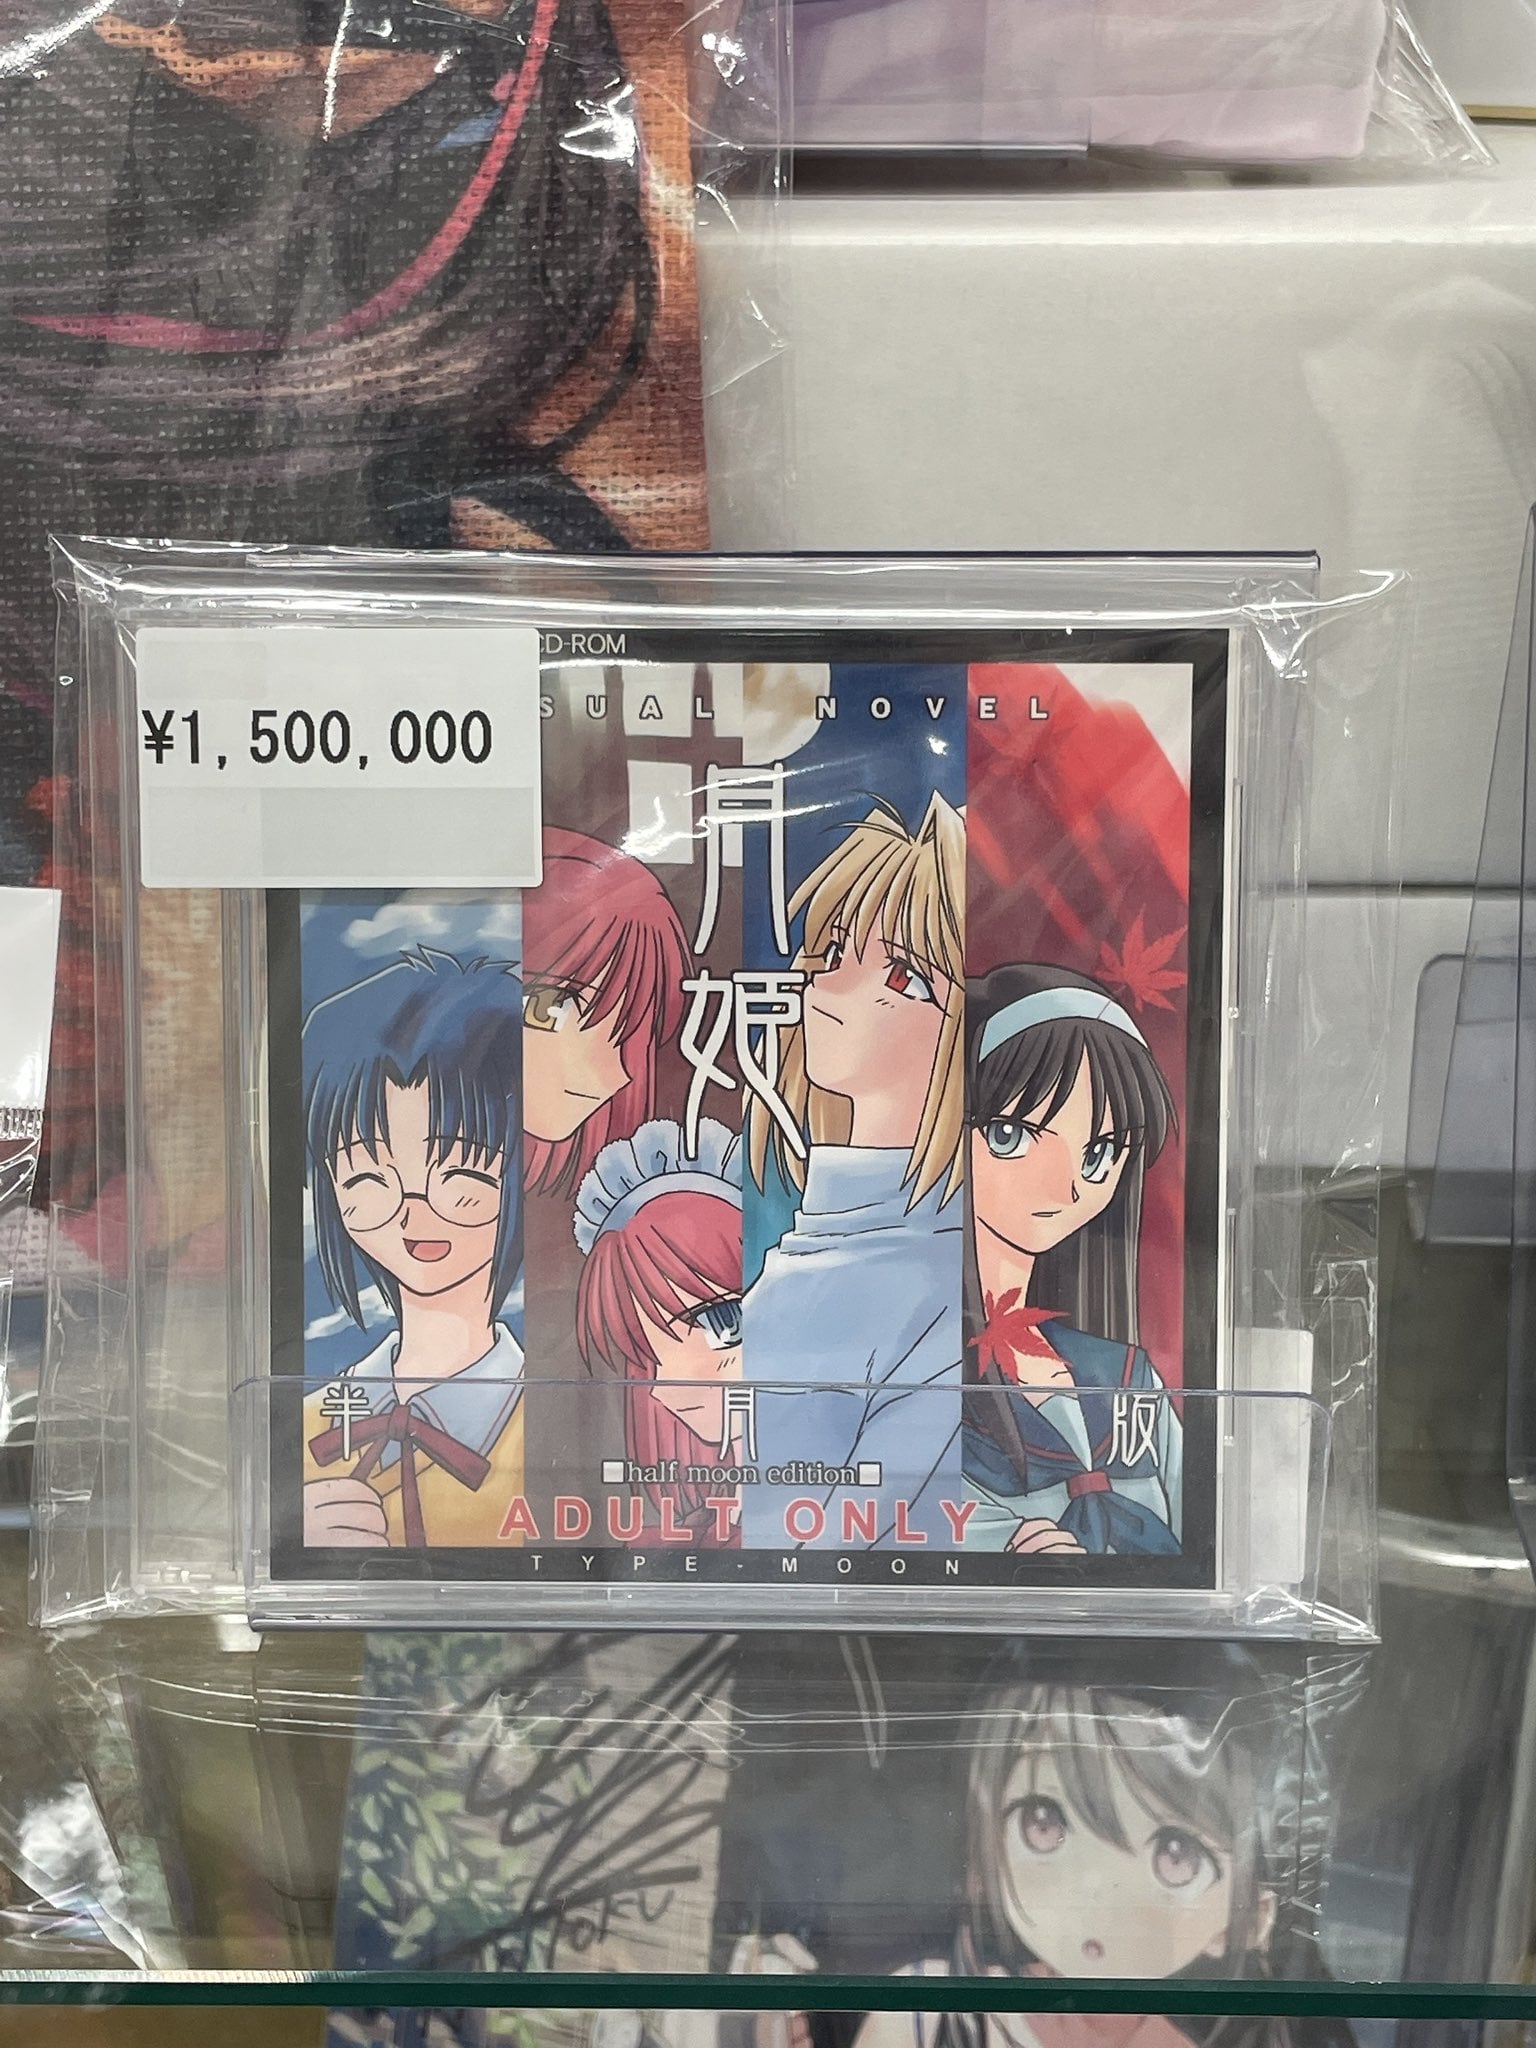 CD-ROM
¥1,500,000
SUAL NOVEL
月姫
半月版
■half moon edition■
ADULT ONLY
TYPE-MOON